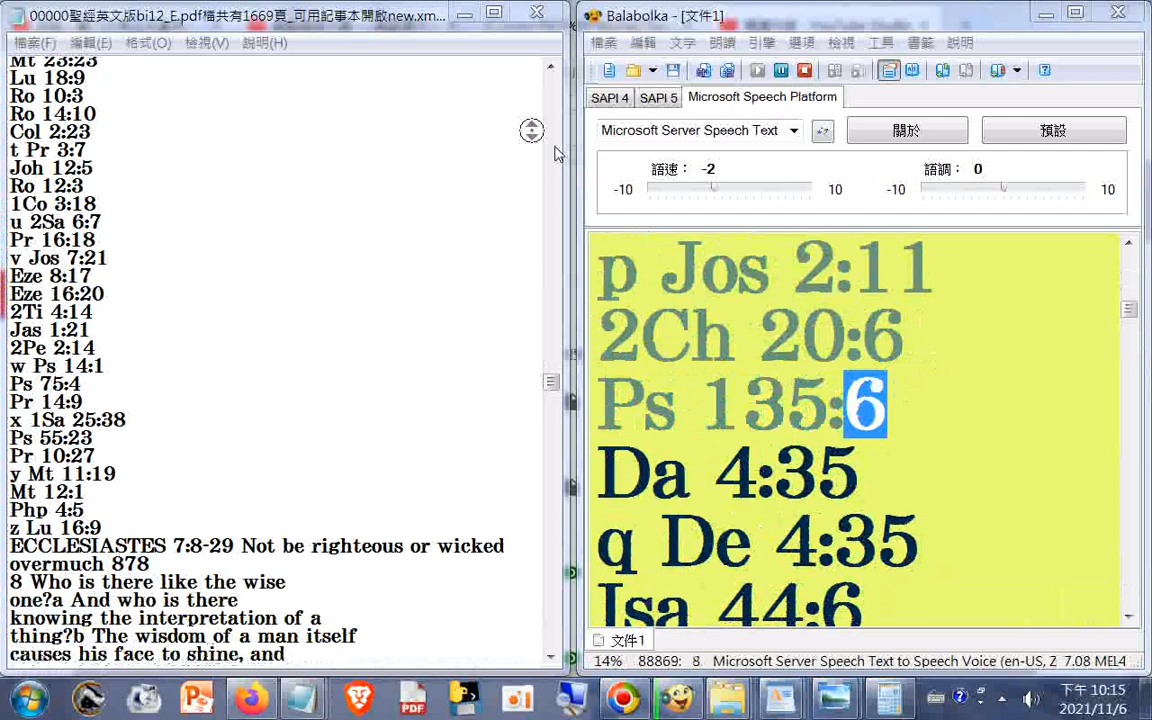 00000聖經英文版bi12_E.pdf檔共有1669頁_可用記事本開啟new.xm...
檔案(F) 編輯(E) 格式(O) 檢視(V) 說明(H)
Mt 23:23
Lu 18:9
Ro 10:3
Ro 14:10
Col 2:23
t Pr 3:7
Joh 12:5
Ro 12:3
1Co 3:18
u 2Sa 6:7
Pr 16:18
v Jos 7:21
Eze 8:17
Eze 16:20
2Ti 4:14
Jas 1:21
2Pe 2:14
w Ps 14:1
Ps 75:4
Pr 14:9
x 1Sa 25:38
Ps 55:23
Pr 10:27
y Mt 11:19
Mt 12:1
Php 4:5
z Lu 16:9
ECCLESIASTES 7:8-29 Not be righteous or wicked
overmuch 878
8 Who is there like the wise
one?a And who is there
knowing the interpretation of a
thing?b The wisdom of a man itself
causes his face to shine, and
Balabolka - [文件1]
檔案 編輯 文字 朗讀 引擎 選項 檢視 工具 書籤 說明
SAPI 4 SAPI 5 Microsoft Speech Platform
Microsoft Server Speech Text 關於 預設
語速： -2 語調： 0
-10 10 -10 10
p Jos 2:11
2Ch 20:6
Ps 135:6
Da 4:35
q De 4:35
Isa 44:6
文件1
14% 88869: 8 Microsoft Server Speech Text to Speech Voice (en-US, Z 7.08 МЕ14%
PDF
下午 10:15
2021/11/6